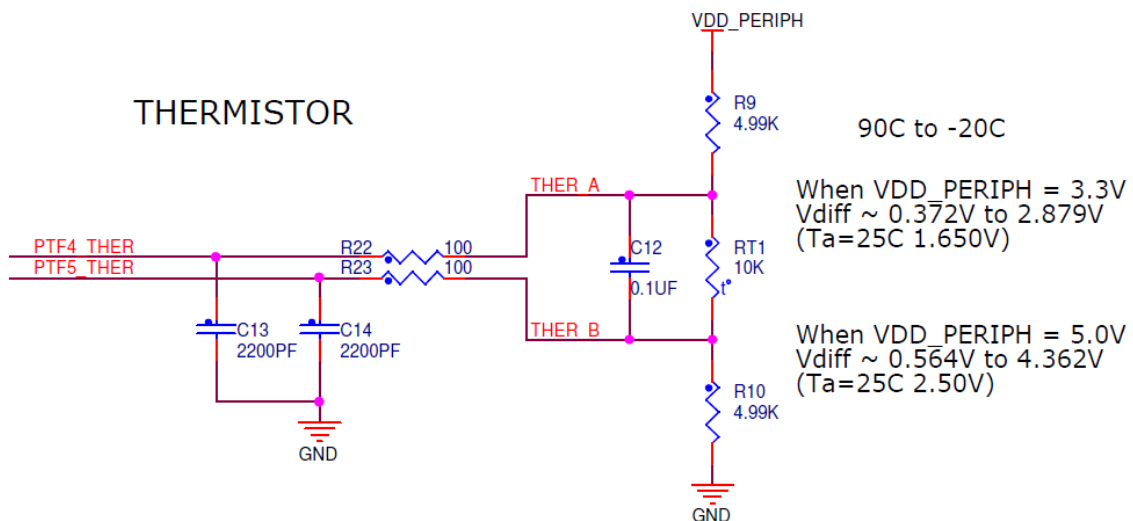 VDD_PERIPH
THERMISTOR
R9
4.99K
90C to -20C
THER_A
When VDD_PERIPH = 3.3V
Vdiff ~ 0.372V to 2.879V
(Ta=25C 1.650V)
PTF4_THER
R22
100
C12
RT1
PTF5_THER
R23
100
10K
0.1UF
t°
C13
C14
2200PF
2200PF
THER_B
When VDD_PERIPH = 5.0V
Vdiff ~ 0.564V to 4.362V
(Ta=25C 2.50V)
R10
4.99K
GND
GND